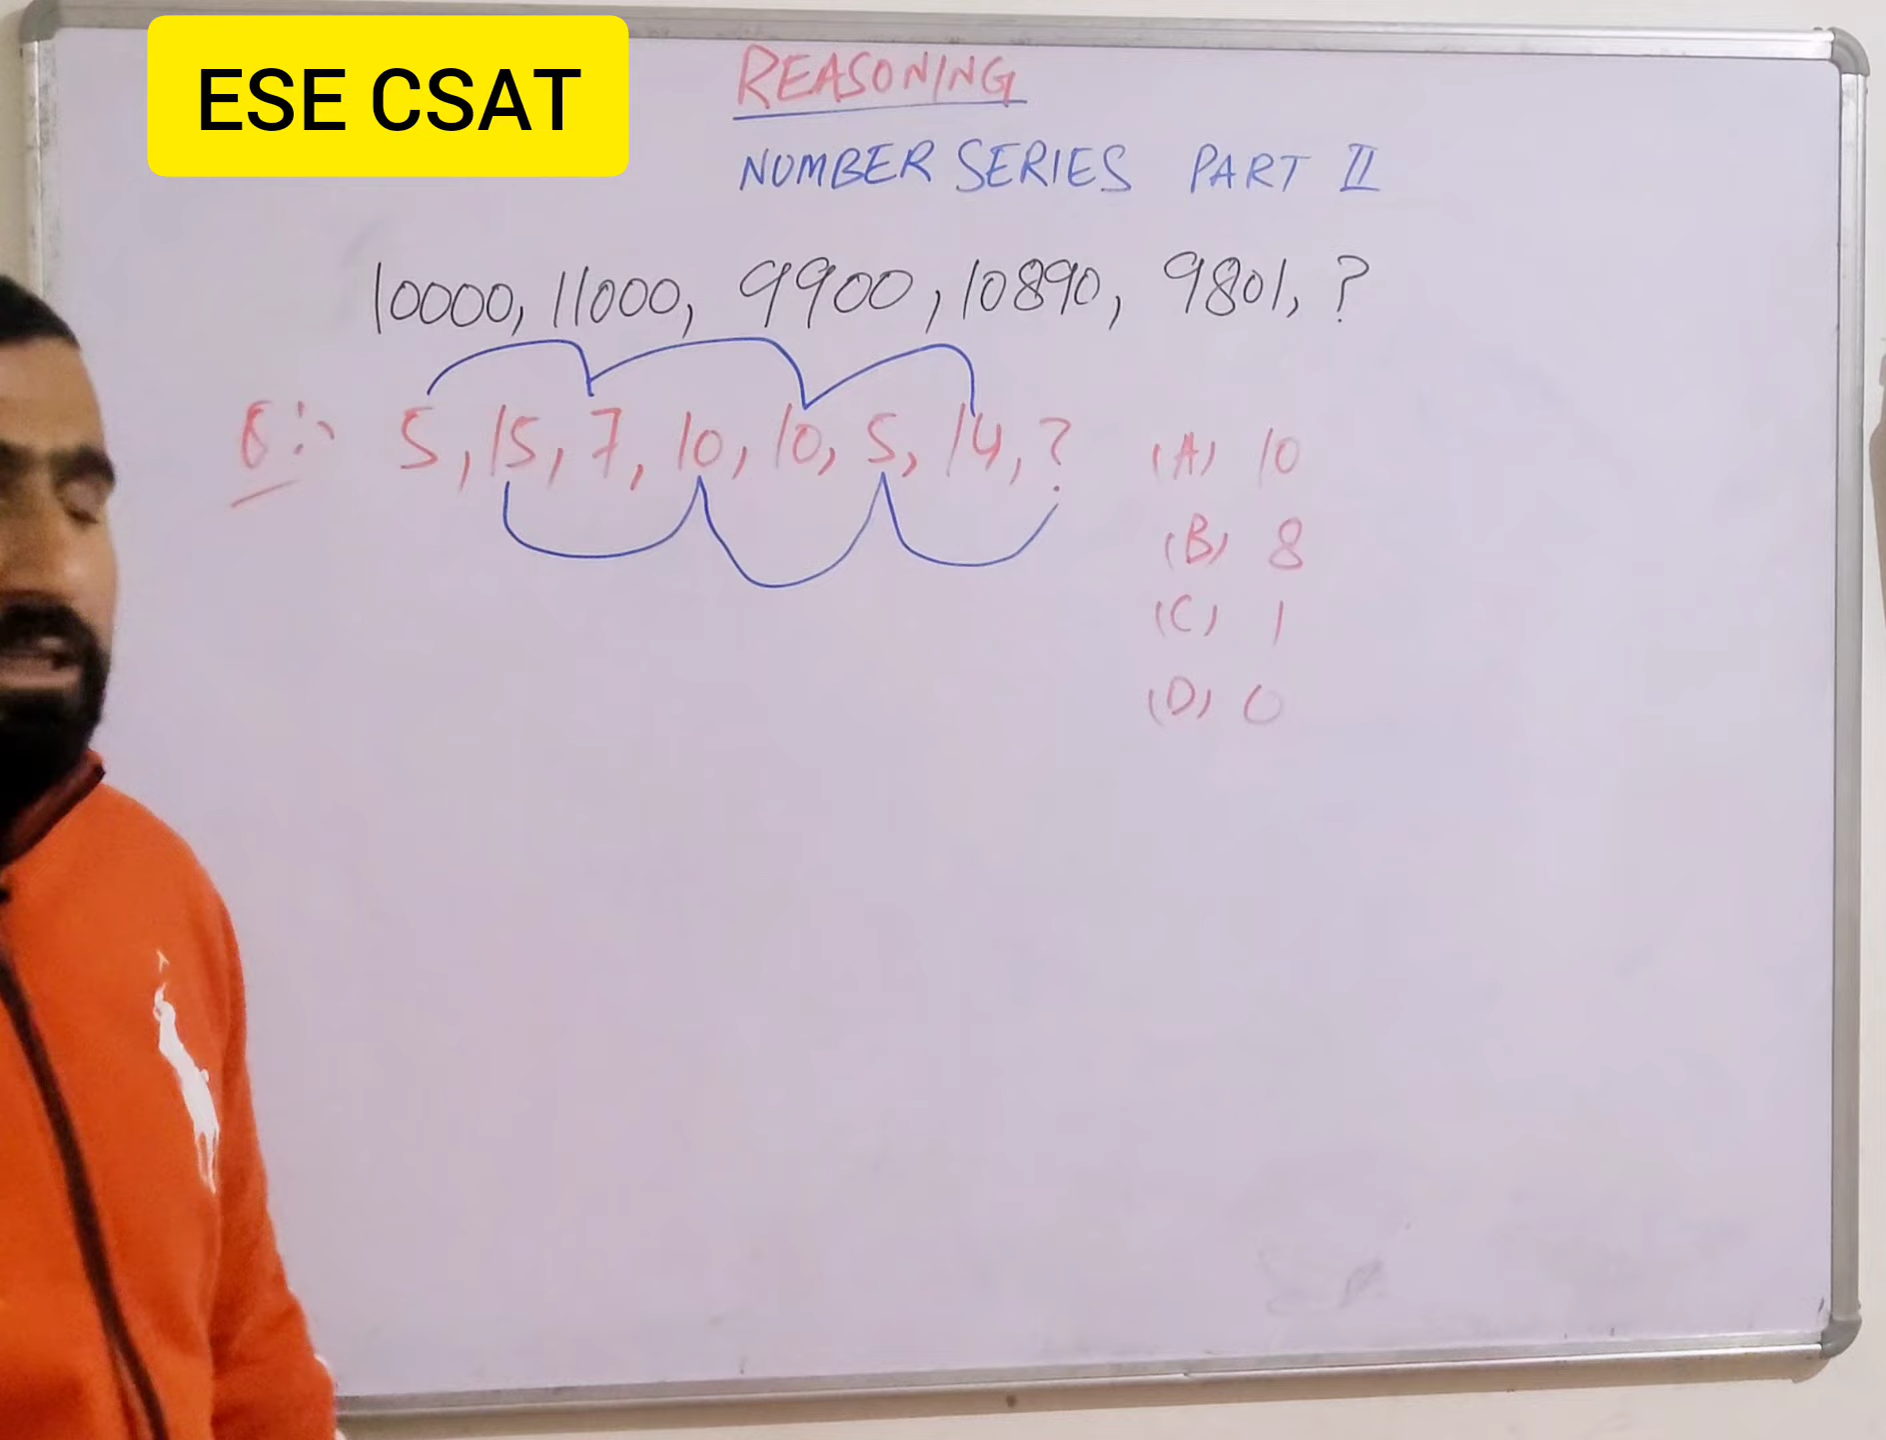 ESE CSAT
REASONING
NUMBER SERIES PART II
10000, 11000, 9900, 10890, 9801, ?
Q:- 5, 15, 7, 10, 10, 5, 14, ?
(A) 10
(B) 8
(C) 1
(D) 0